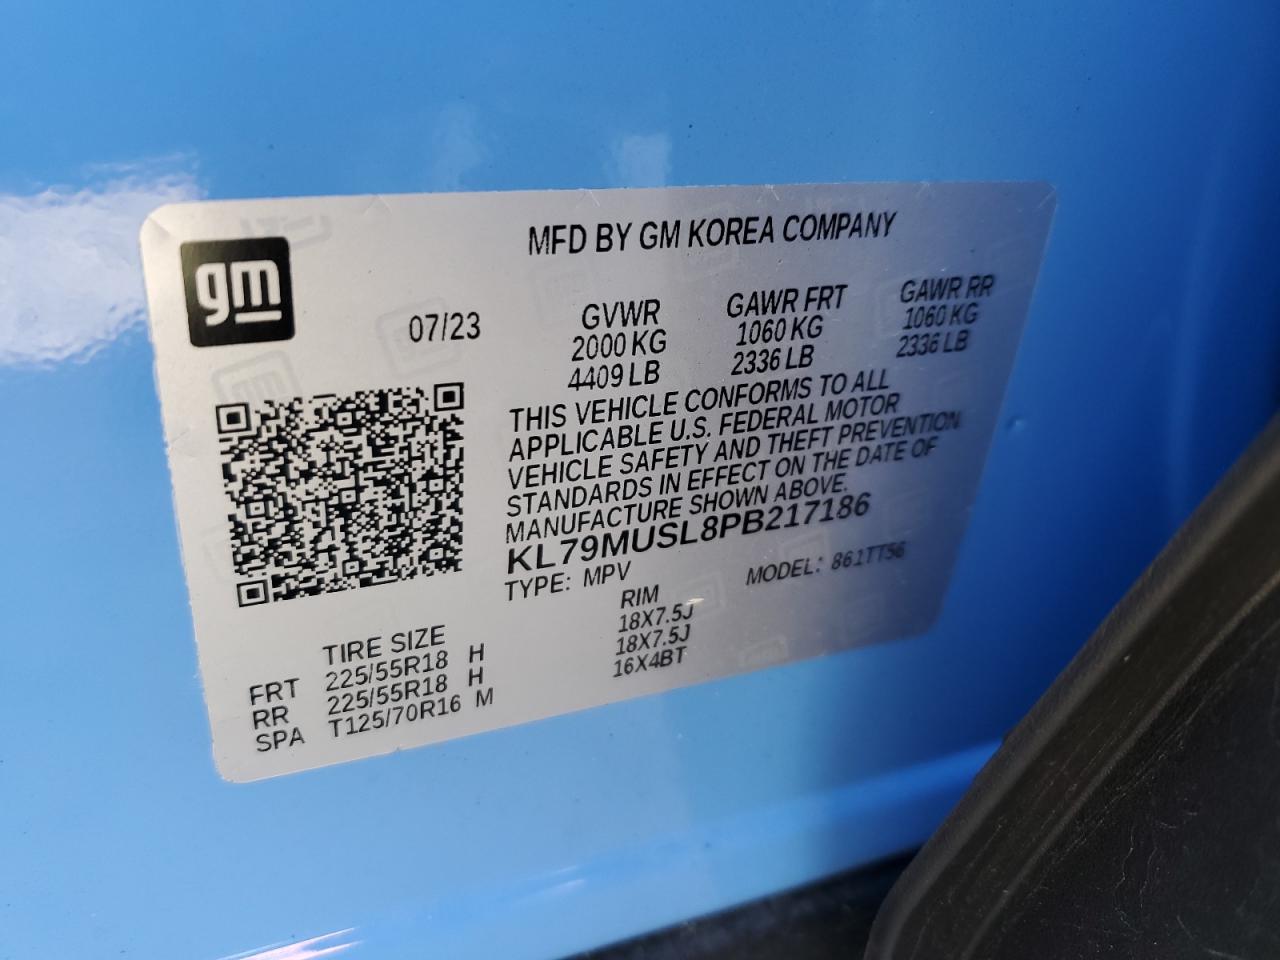 gm
MFD BY GM KOREA COMPANY
07/23
GVWR GAWR FRT GAWR RR
2000 KG 1060 KG 1060 KG
4409 LB 2336 LB 2336 LB
THIS VEHICLE CONFORMS TO ALL
APPLICABLE U.S. FEDERAL MOTOR
VEHICLE SAFETY AND THEFT PREVENTION
STANDARDS IN EFFECT ON THE DATE OF
MANUFACTURE SHOWN ABOVE.
KL79MUSL8PB217186
TYPE: MPV MODEL: 861TT56
TIRE SIZE RIM
FRT 225/55R18 H 18X7.5J
RR 225/55R18 H 18X7.5J
SPA T125/70R16 M 16X4BT